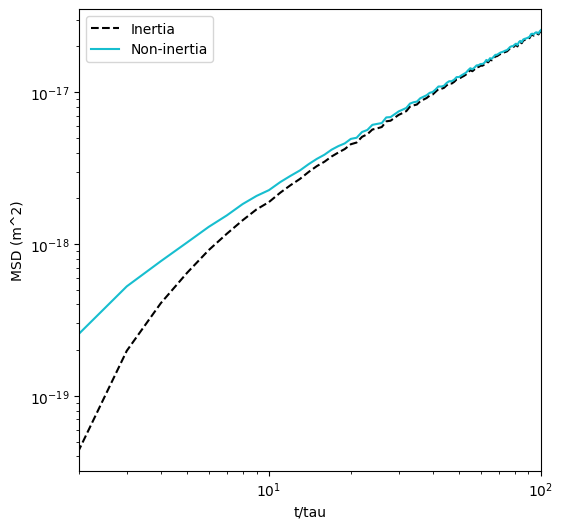 Inertia
Non-inertia
10^{-17}
10^{-18}
10^{-19}
MSD (m^2)
10^1
10^2
t/tau